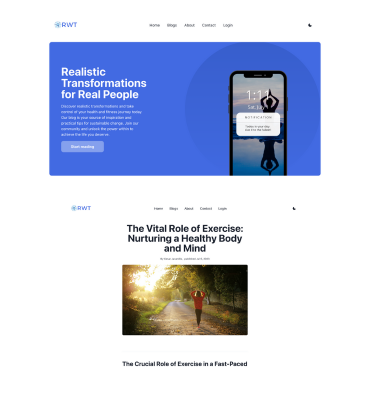 RWT
Home Blogs About Contact Login
Realistic
Transformations
for Real People
Discover realistic transformations and take
control of your health and fitness journey today.
Our blog is your source of inspiration and
practical tips for sustainable change. Join our
community and unlock the power within to
achieve the life you deserve.
Start reading
1:11
NOTIFICATION
RWT
Home Blogs About Contact Login
The Vital Role of Exercise:
Nurturing a Healthy Body
and Mind
The Crucial Role of Exercise in a Fast-Paced